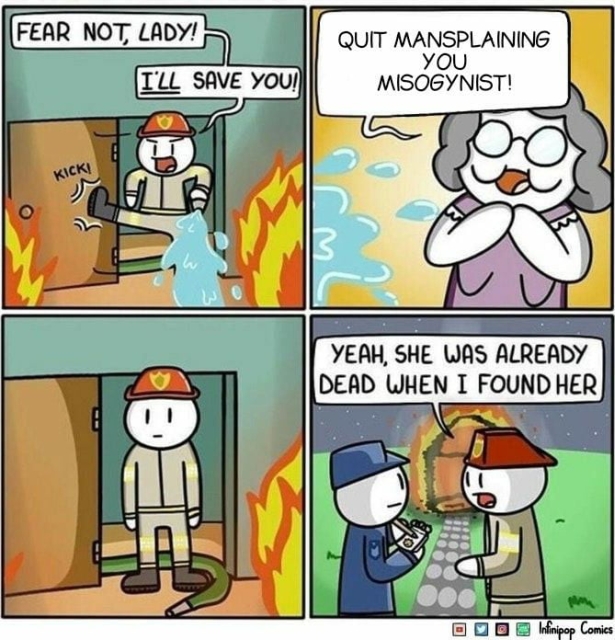 FEAR NOT, LADY!
I'LL SAVE YOU!
KICK!
QUIT MANSPLAINING
YOU
MISOGYNIST!
YEAH, SHE WAS ALREADY
DEAD WHEN I FOUND HER
Infinipop Comics